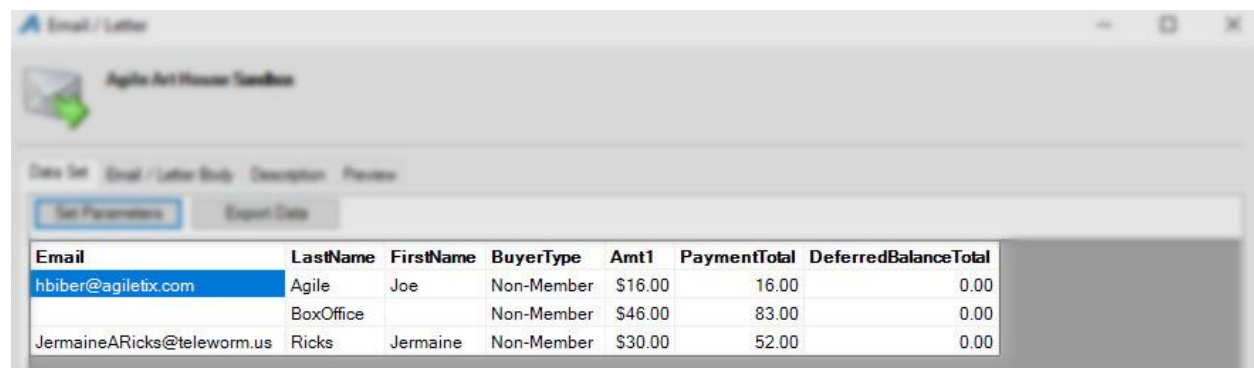 Email / Letter
Agile Art House Sandbox
Data Set Email / Letter Body Description Preview
Set Parameters Export Data
Email LastName FirstName BuyerType Amt1 PaymentTotal DeferredBalanceTotal
hbiber@agiletix.com Agile Joe Non-Member $16.00 16.00 0.00
BoxOffice Non-Member $46.00 83.00 0.00
JermaineARicks@teleworm.us Ricks Jermaine Non-Member $30.00 52.00 0.00